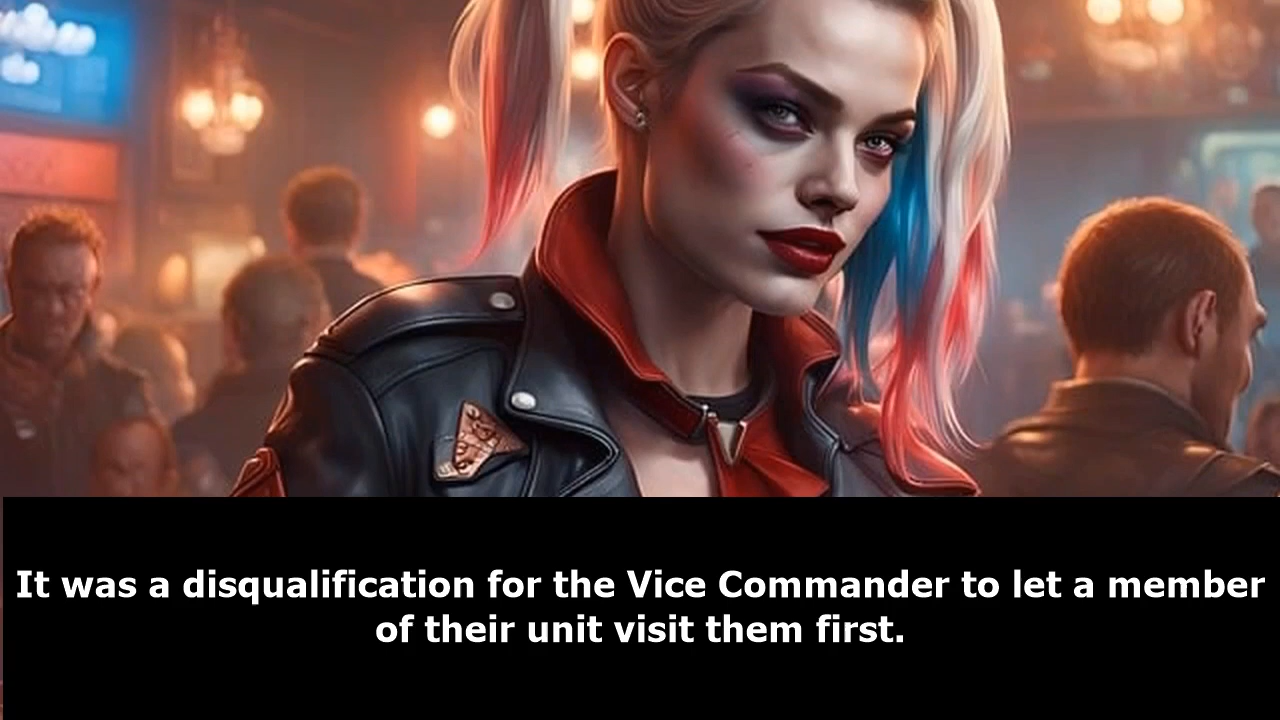 It was a disqualification for the Vice Commander to let a member
of their unit visit them first.